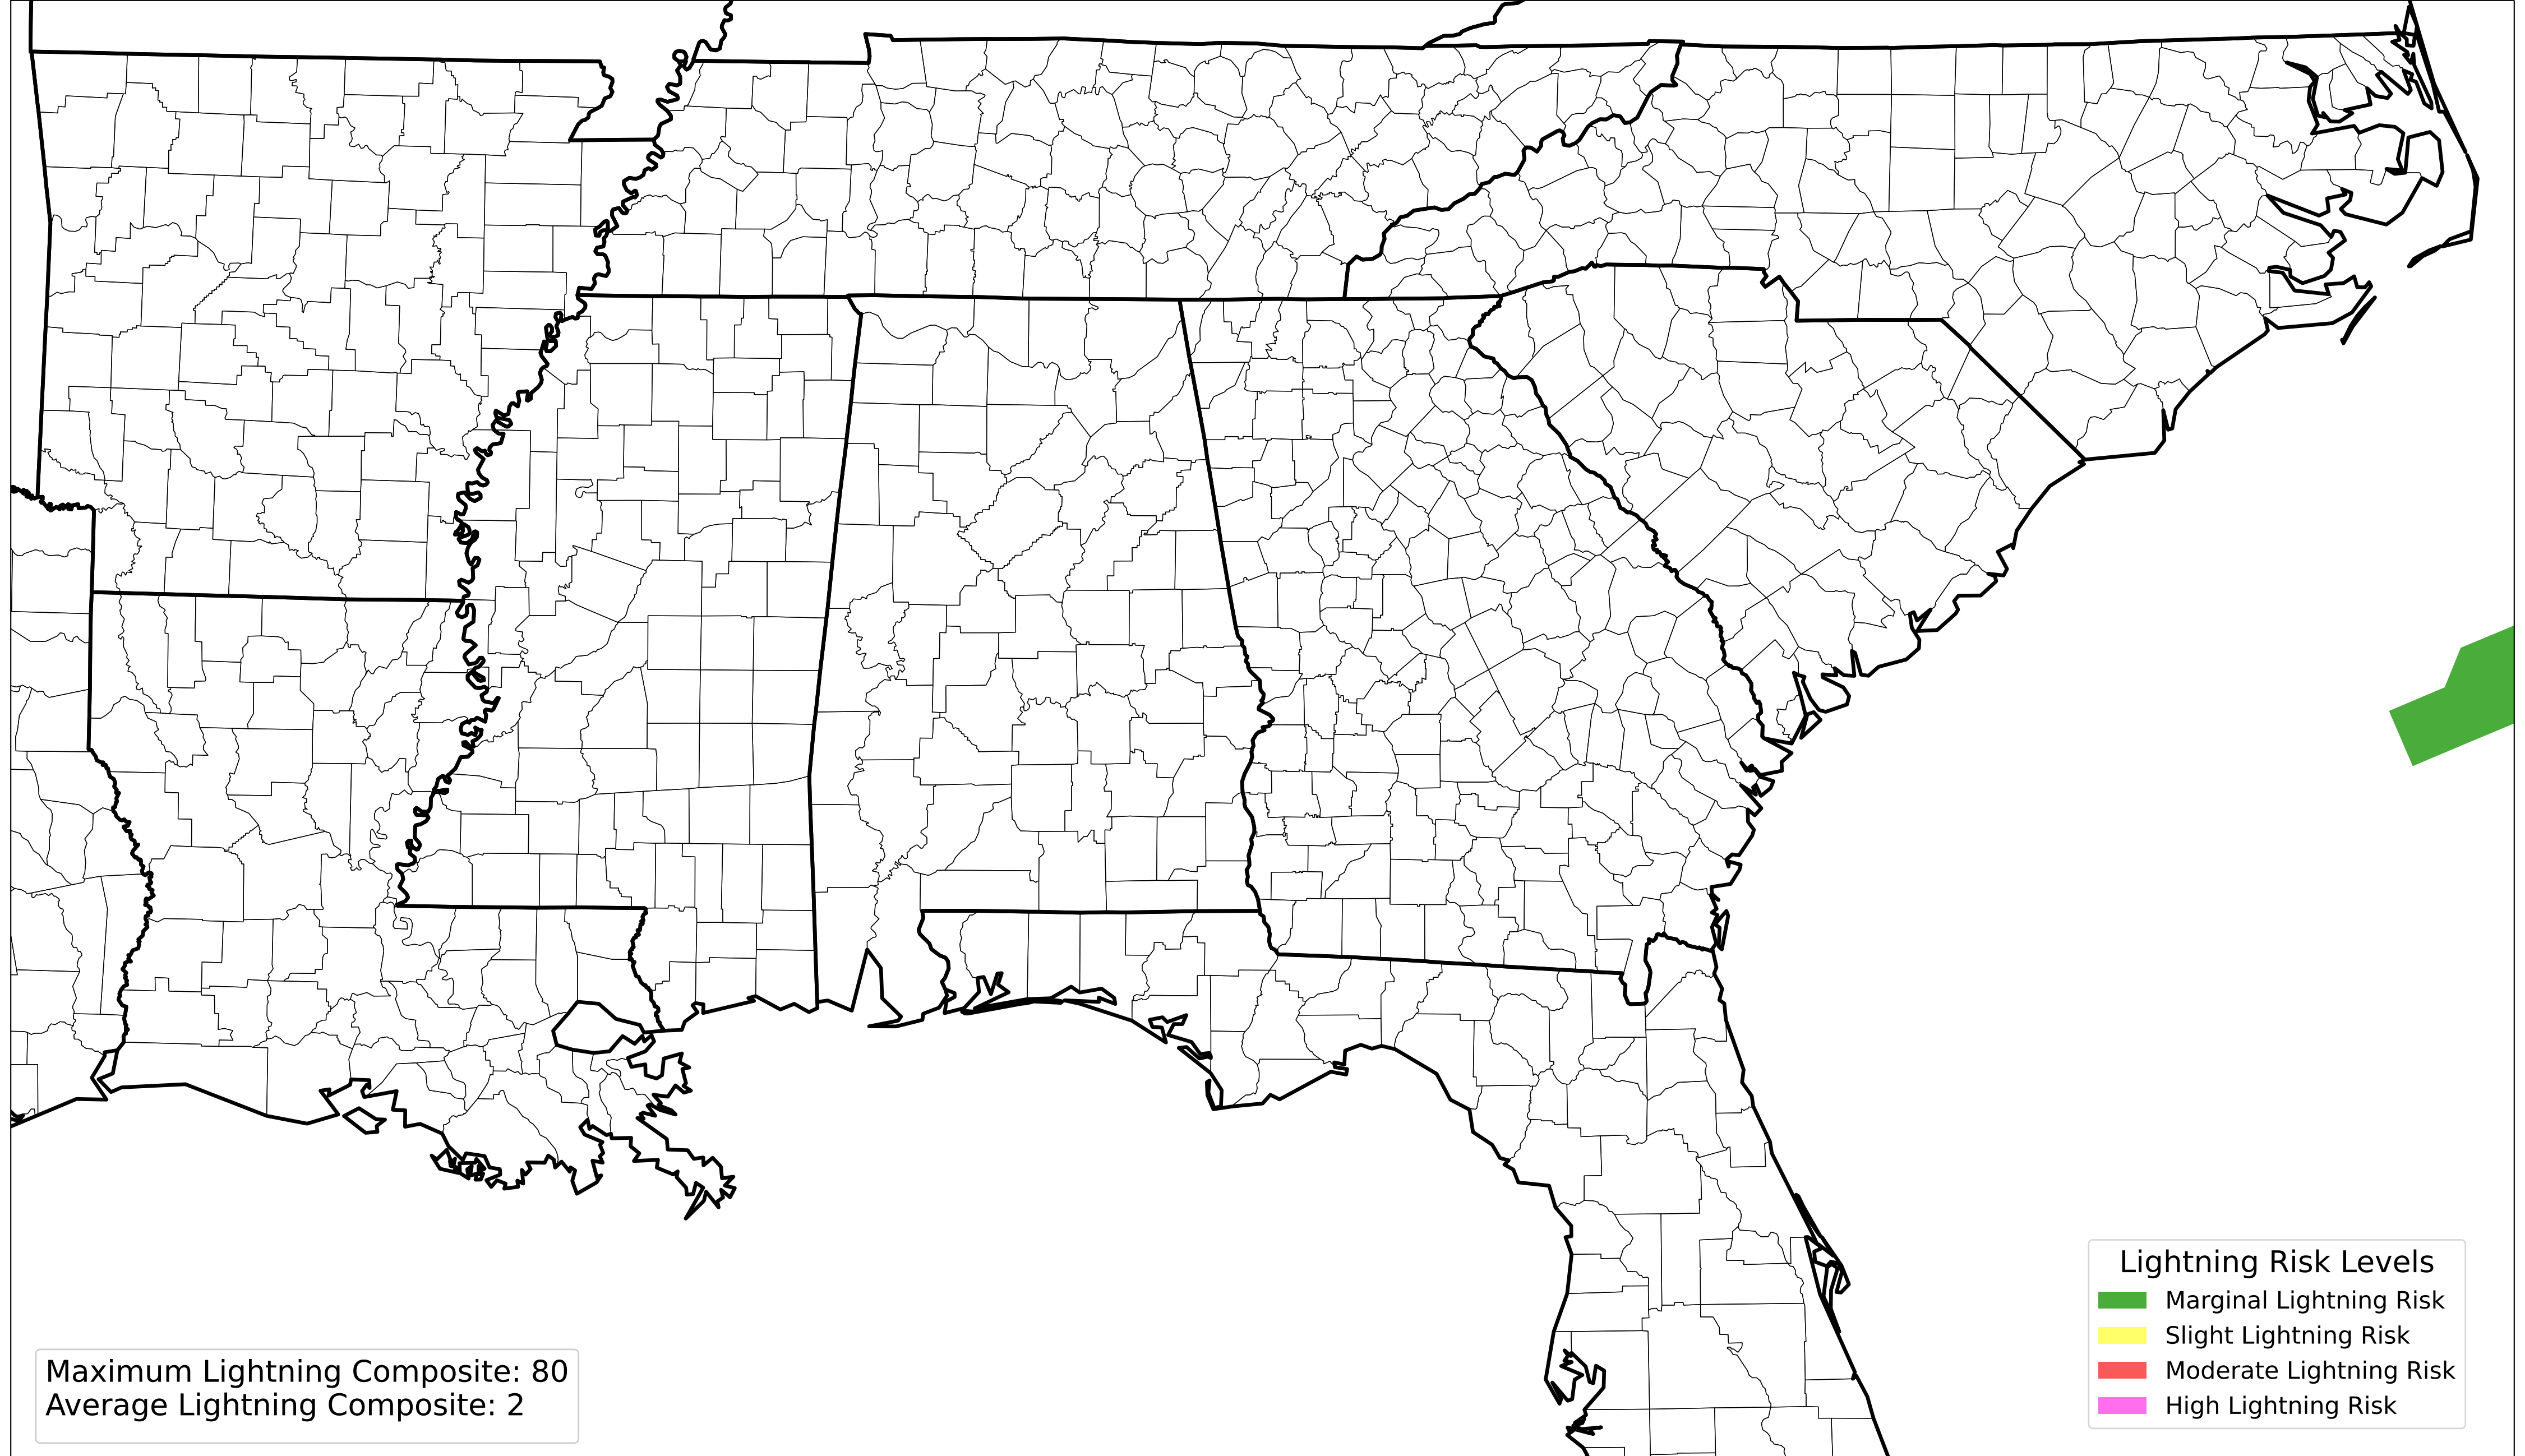 Lightning Risk Levels
Marginal Lightning Risk
Slight Lightning Risk
Moderate Lightning Risk
High Lightning Risk
Maximum Lightning Composite: 80
Average Lightning Composite: 2